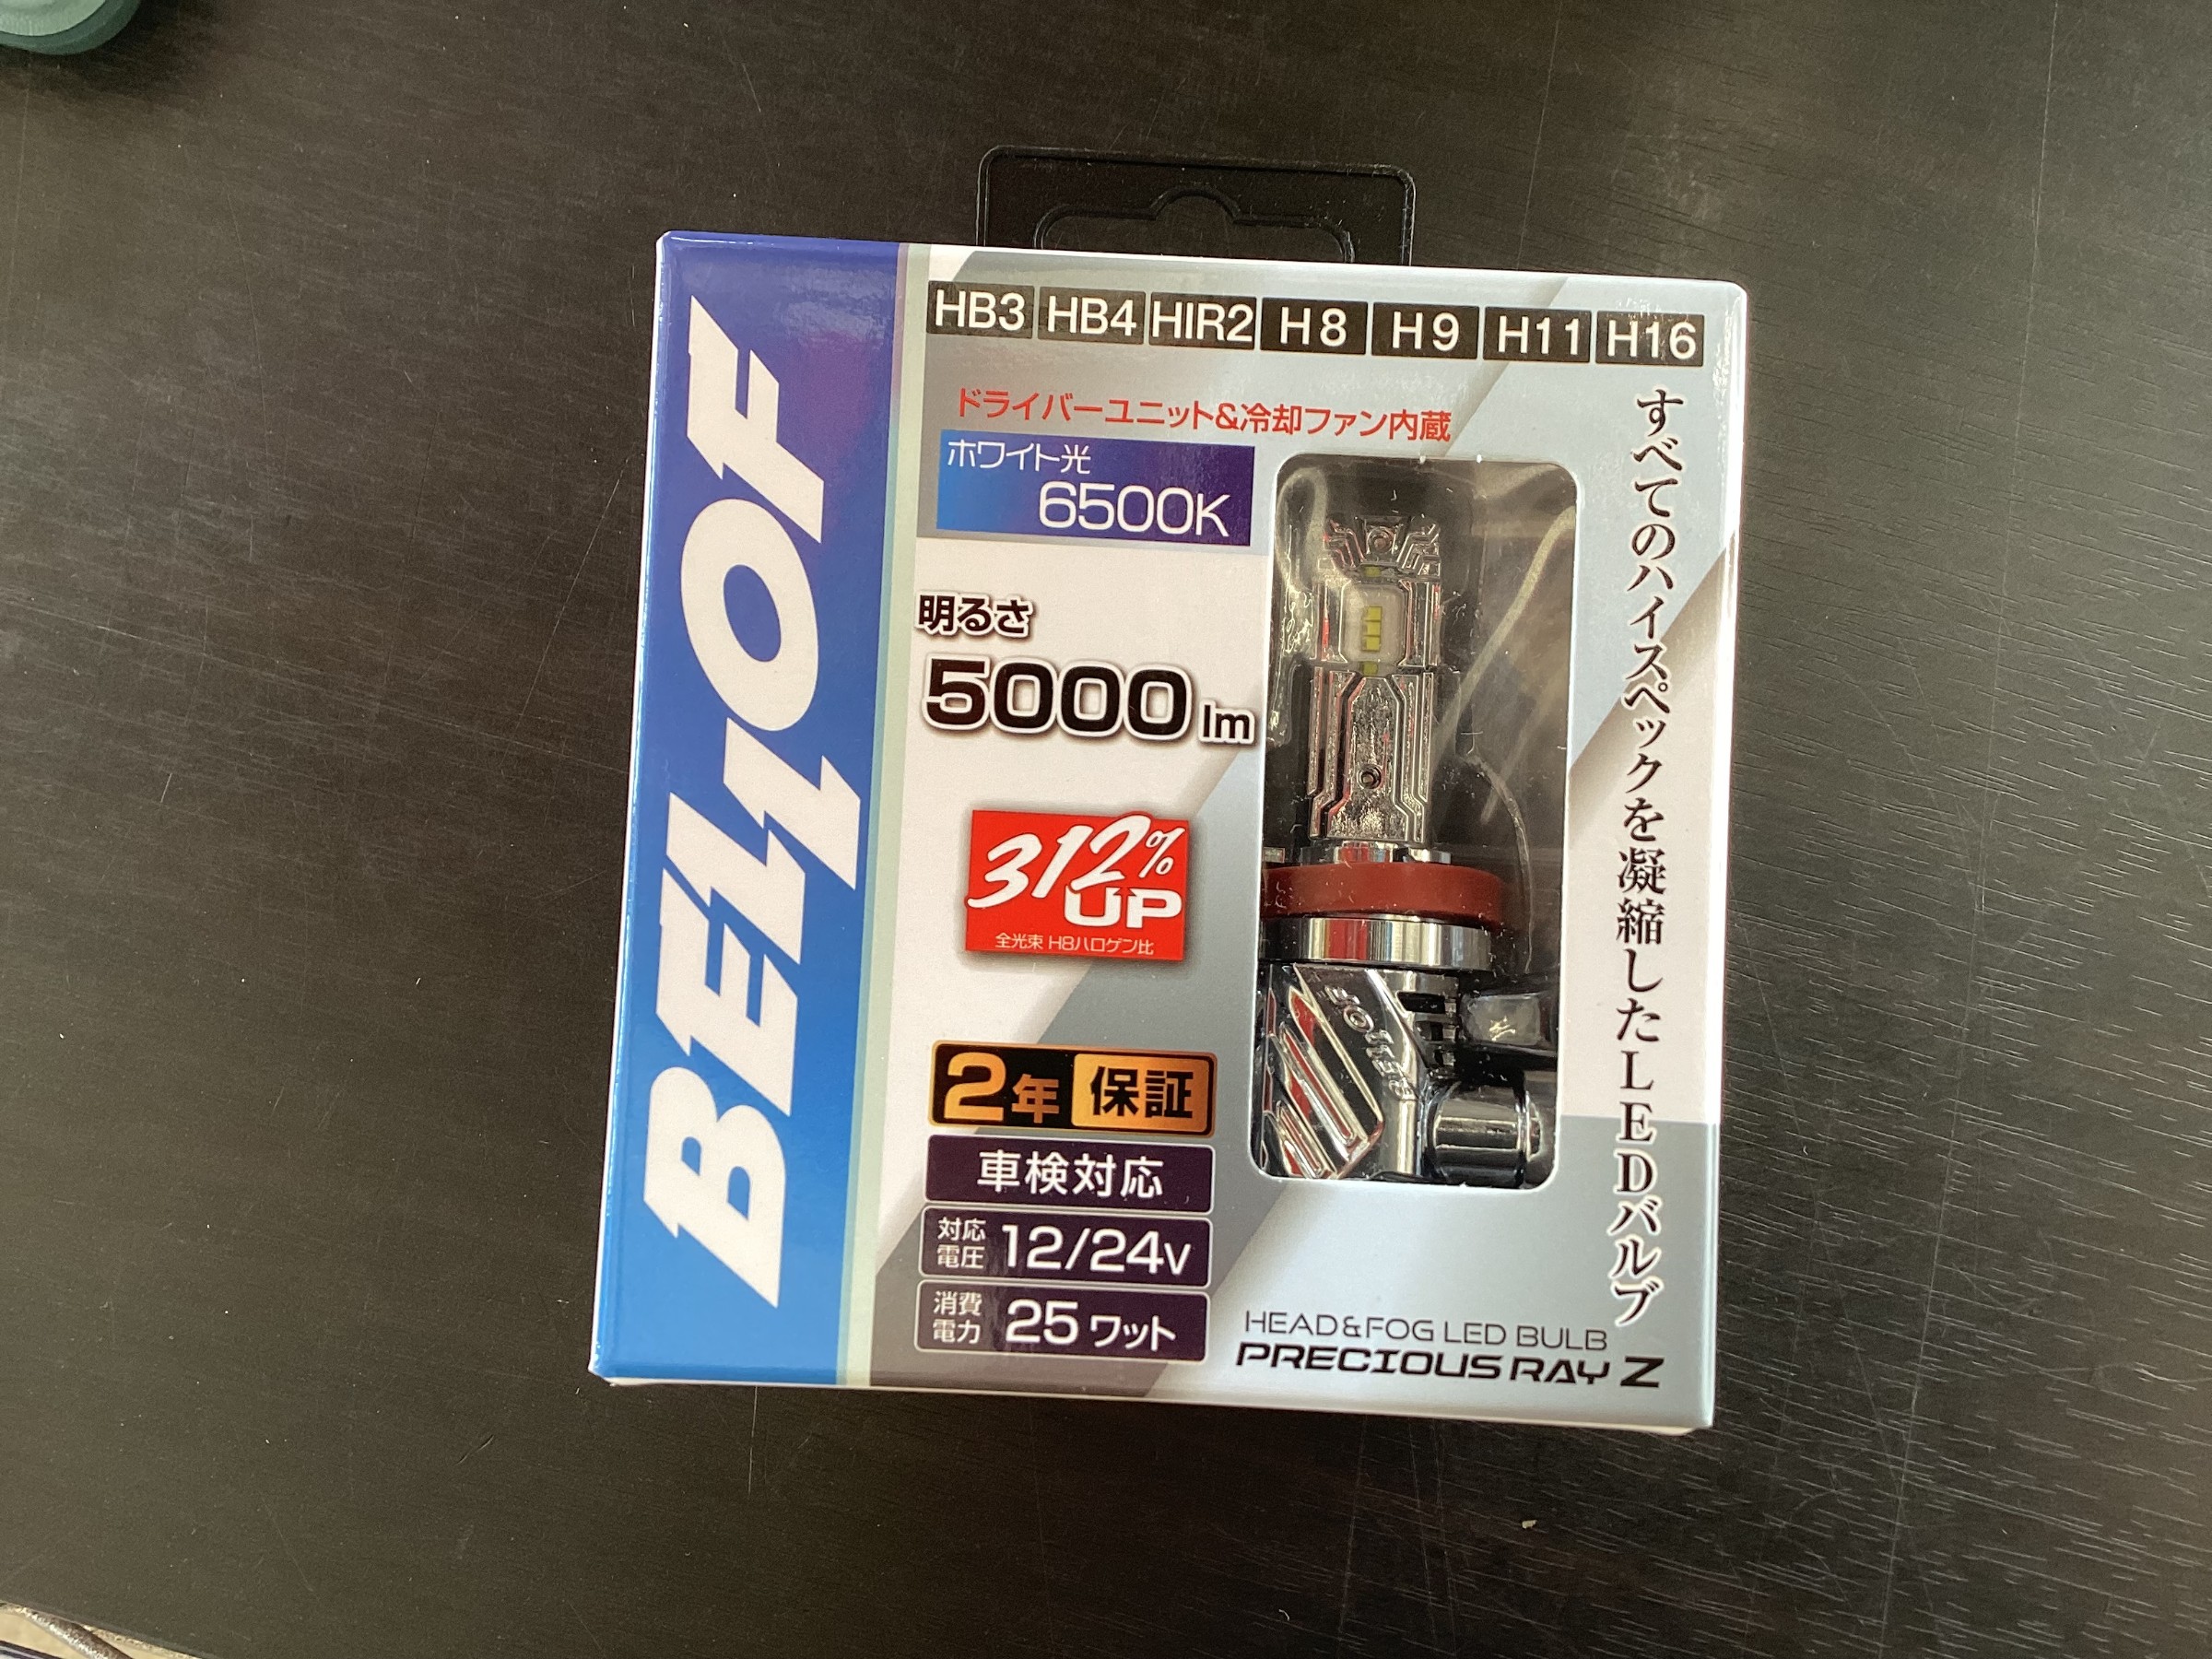 BELLOF
HB3 HB4 HIR2 H8 H9 H11 H16
ドライバーユニット&冷却ファン内蔵
ホワイト光
6500K
明るさ
5000lm
312%
UP
全光束 H8ハロゲン比
2年 保証
車検対応
対応電圧 12/24V
消費電力 25ワット
すべてのハイスペックを凝縮したLEDバルブ
BELLOF
HEAD&FOG LED BULB
PRECIOUS RAY Z